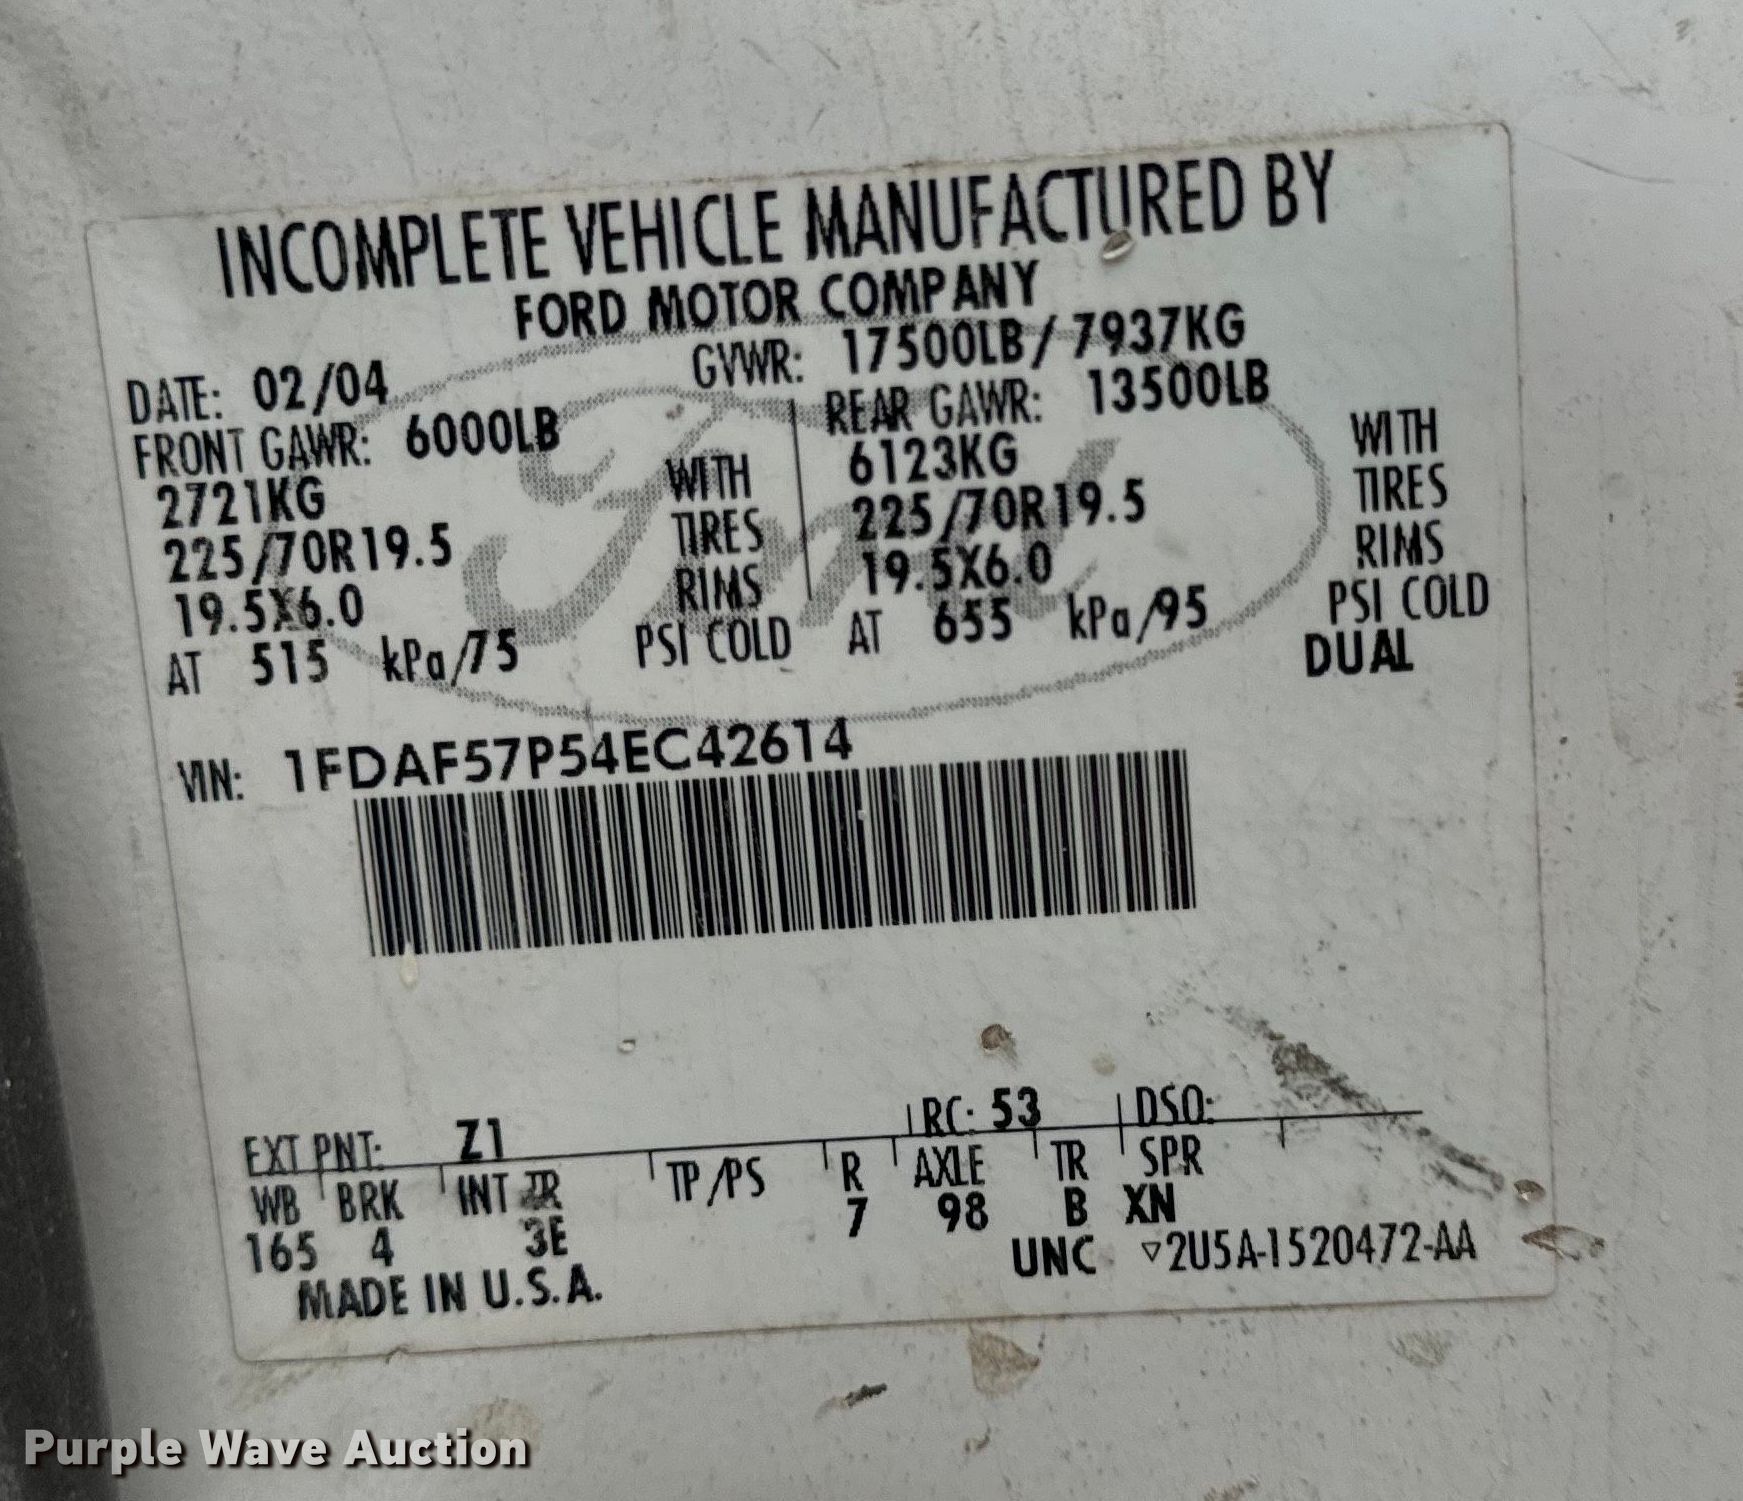 INCOMPLETE VEHICLE MANUFACTURED BY
FORD MOTOR COMPANY
DATE: 02/04 GVWR: 17500LB/ 7937KG
FRONT GAWR: 6000LB REAR GAWR: 13500LB
2721KG WITH 6123KG WITH
225/70R19.5 TIRES 225/70R19.5 TIRES
19.5X6.0 RIMS 19.5X6.0 RIMS
AT 515 kPa/75 PSI COLD AT 655 kPa/95 PSI COLD
DUAL
VIN: 1FDAF57P54EC42614
EXT PNT: Z1 RC: 53 DSO:
WB BRK INT TR TP/PS R AXLE TR SPR
165 4 3E 7 98 B XN
MADE IN U.S.A. UNC ▽2U5A-1520472-AA
Purple Wave Auction